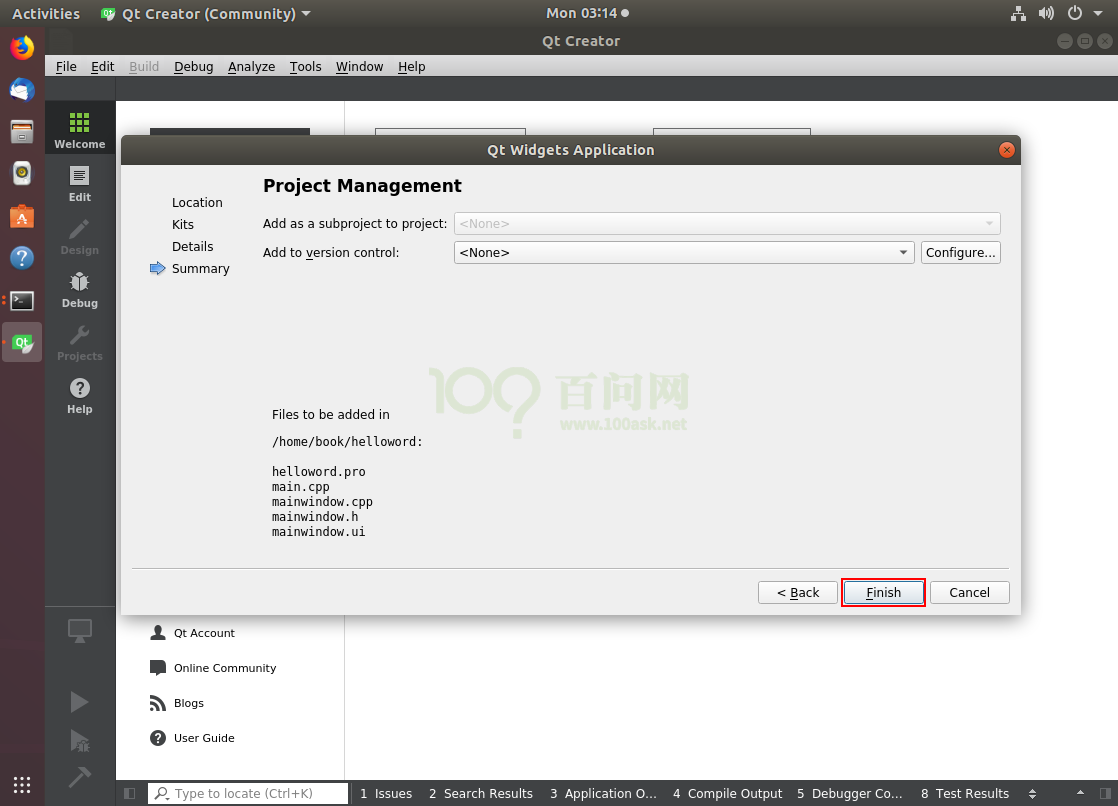 Activities Qt Creator (Community) Mon 03:14
Qt Creator
File Edit Build Debug Analyze Tools Window Help
Welcome
Edit
Design
Debug
Projects
Help
Qt Widgets Application
Location
Kits
Details
Summary
Project Management
Add as a subproject to project: <None>
Add to version control: <None> Configure...
100? 百问网
www.100ask.net
Files to be added in
/home/book/helloword:
helloword.pro
main.cpp
mainwindow.cpp
mainwindow.h
mainwindow.ui
< Back Finish Cancel
Qt Account
Online Community
Blogs
User Guide
Type to locate (Ctrl+K) 1 Issues 2 Search Results 3 Application O... 4 Compile Output 5 Debugger Co... 8 Test Results